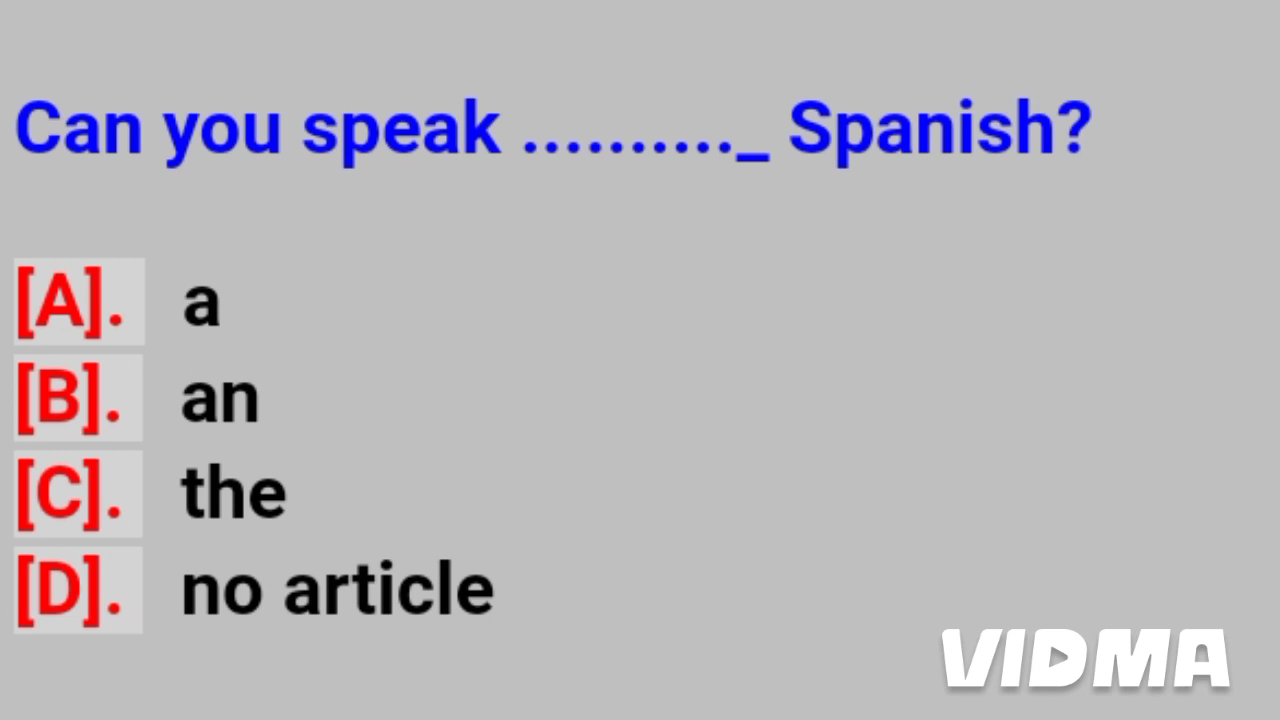 Can you speak .........._ Spanish?
[A]. a
[B]. an
[C]. the
[D]. no article
VIDMA